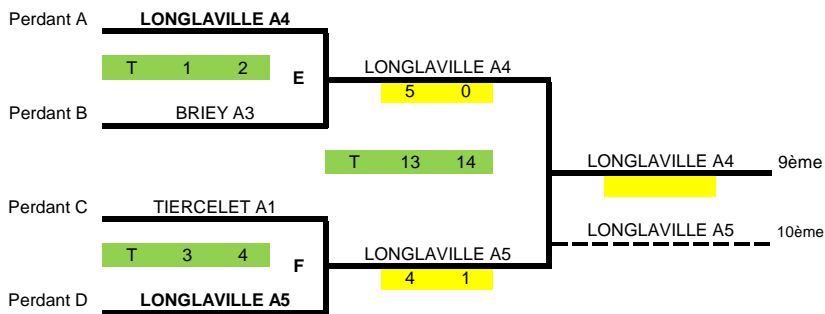 Perdant A LONGLAVILLE A4
T 1 2 E LONGLAVILLE A4
5 0
Perdant B BRIEY A3
T 13 14 LONGLAVILLE A4 9ème
Perdant C TIERCELET A1
LONGLAVILLE A5 10ème
T 3 4 F LONGLAVILLE A5
4 1
Perdant D LONGLAVILLE A5